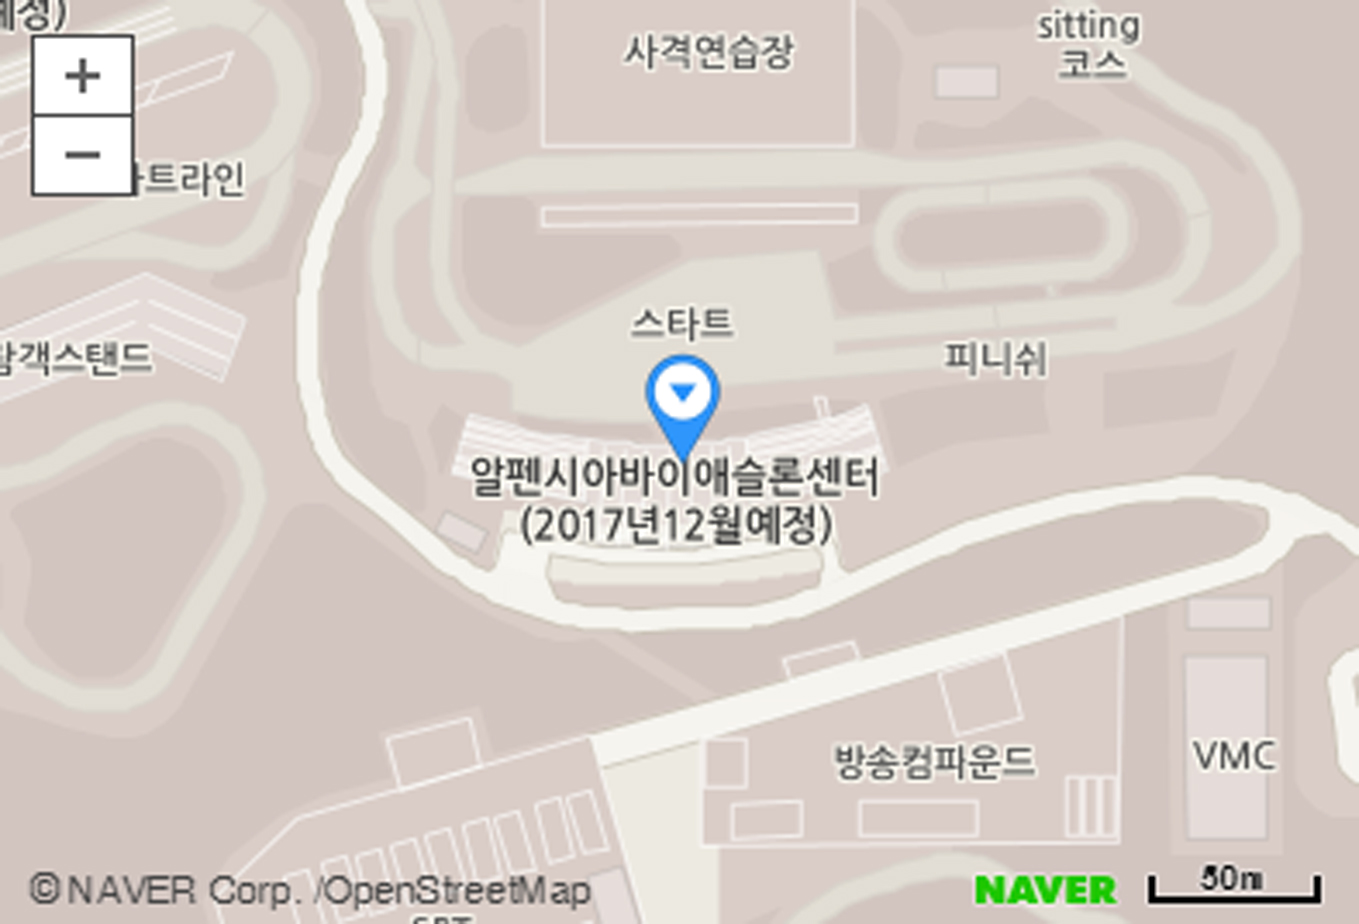 예정)
sitting
코스
사격연습장
+
−
트라인
스타트
피니쉬
객스탠드
알펜시아바이애슬론센터
(2017년12월예정)
방송컴파운드
VMC
© NAVER Corp. /OpenStreetMap
NAVER
50m